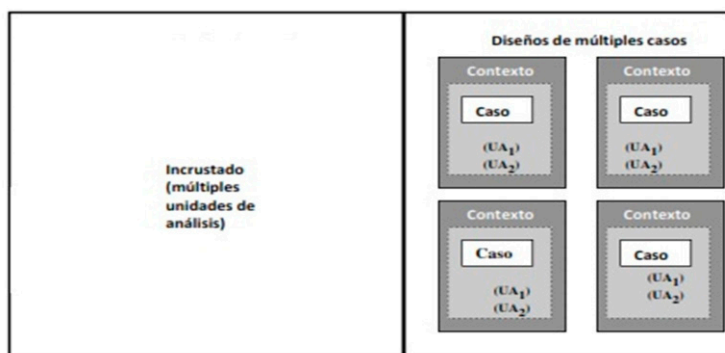 Incrustado
(múltiples
unidades de
análisis)
Diseños de múltiples casos
Contexto
Caso
(UA1)
(UA2)
Contexto
Caso
(UA1)
(UA2)
Contexto
Caso
(UA1)
(UA2)
Contexto
Caso
(UA1)
(UA2)